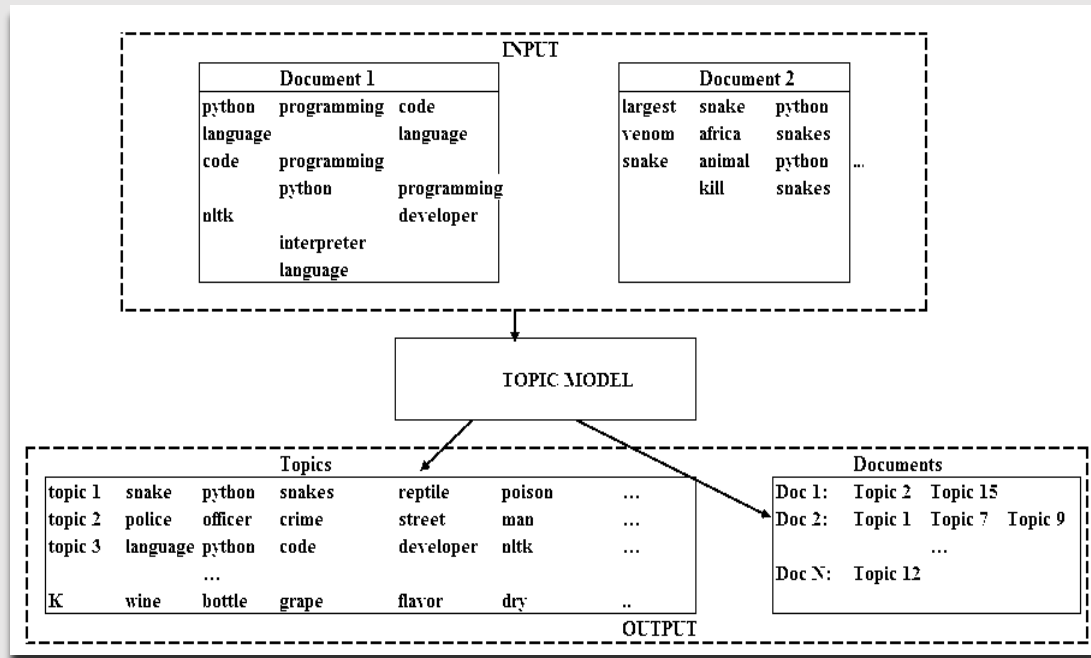 INPUT
Document 1
python programming code
language language
code programming
python programming
nltk developer
interpreter
language
Document 2
largest snake python
venom africa snakes
snake animal python ...
kill snakes
TOPIC MODEL
Topics
topic 1 snake python snakes reptile poison ...
topic 2 police officer crime street man ...
topic 3 language python code developer nltk ...
...
K wine bottle grape flavor dry ..
Documents
Doc 1: Topic 2 Topic 15
Doc 2: Topic 1 Topic 7 Topic 9
...
Doc N: Topic 12
OUTPUT